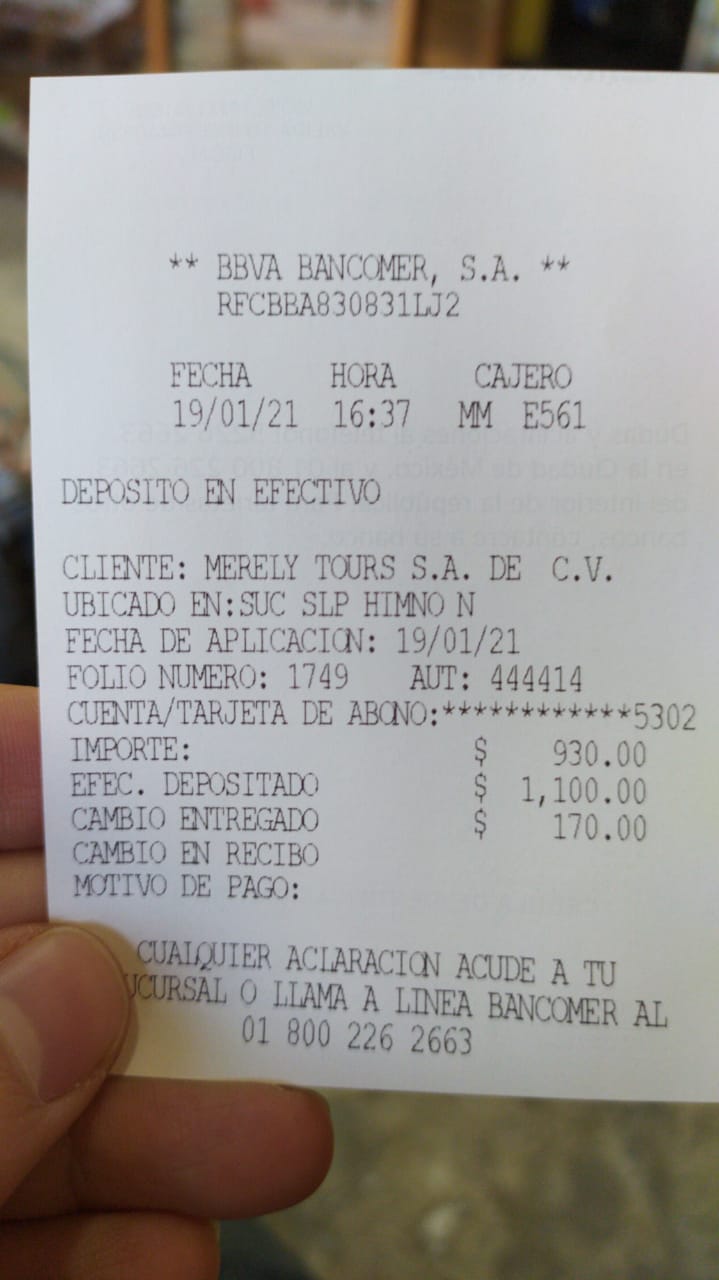 ** BBVA BANCOMER, S.A. **
RFCBBA830831LJ2
FECHA HORA CAJERO
19/01/21 16:37 MM E561
DEPOSITO EN EFECTIVO
CLIENTE: MERELY TOURS S.A. DE C.V.
UBICADO EN:SUC SLP HIMNO N
FECHA DE APLICACION: 19/01/21
FOLIO NUMERO: 1749 AUT: 444414
CUENTA/TARJETA DE ABONO:************5302
IMPORTE: $ 930.00
EFEC. DEPOSITADO $ 1,100.00
CAMBIO ENTREGADO $ 170.00
CAMBIO EN RECIBO
MOTIVO DE PAGO:
CUALQUIER ACLARACION ACUDE A TU
UCURSAL O LLAMA A LINEA BANCOMER AL
01 800 226 2663